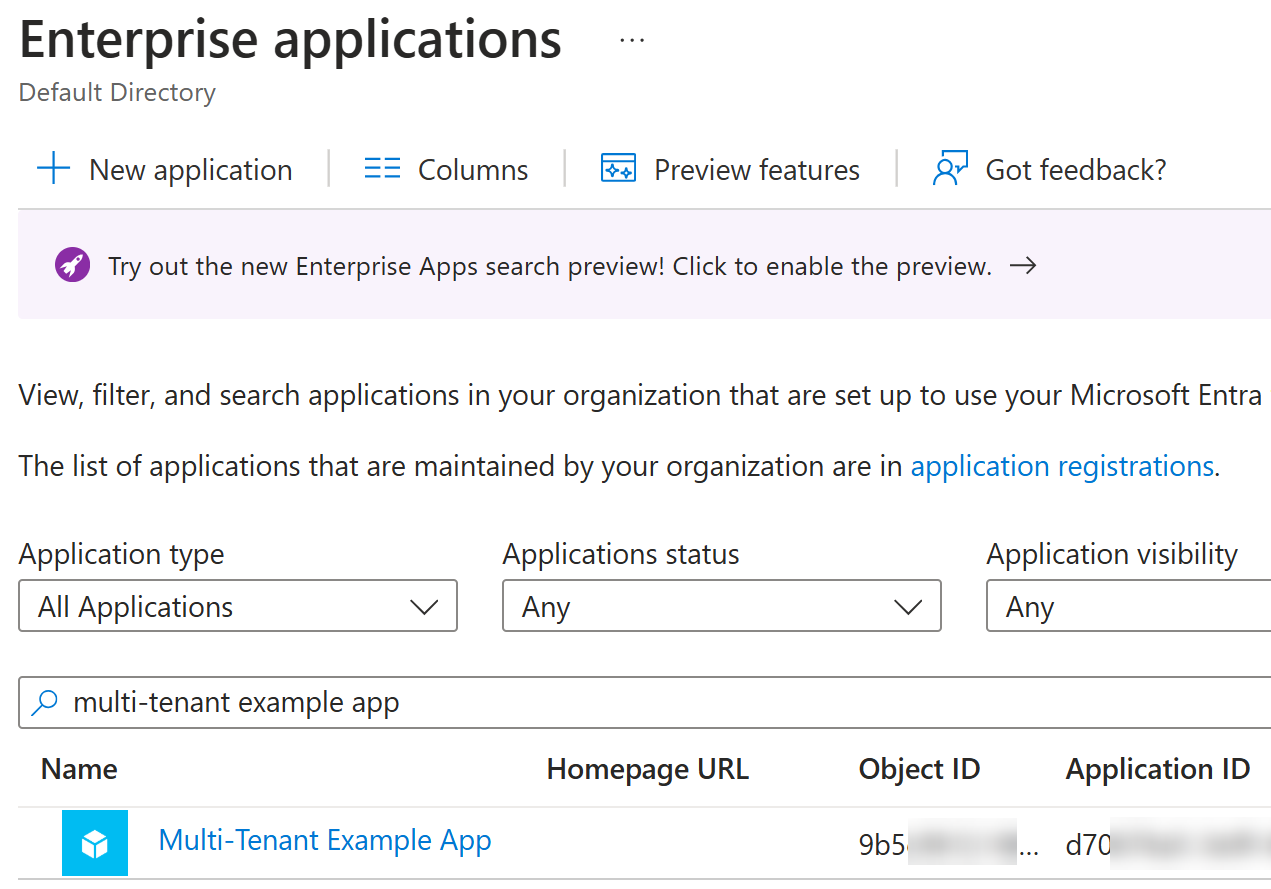 Enterprise applications ...
Default Directory
New application Columns Preview features Got feedback?
Try out the new Enterprise Apps search preview! Click to enable the preview.
View, filter, and search applications in your organization that are set up to use your Microsoft Entra
The list of applications that are maintained by your organization are in application registrations.
Application type Applications status Application visibility
All Applications Any Any
multi-tenant example app
Name Homepage URL Object ID Application ID
Multi-Tenant Example App 9b5 ... d70